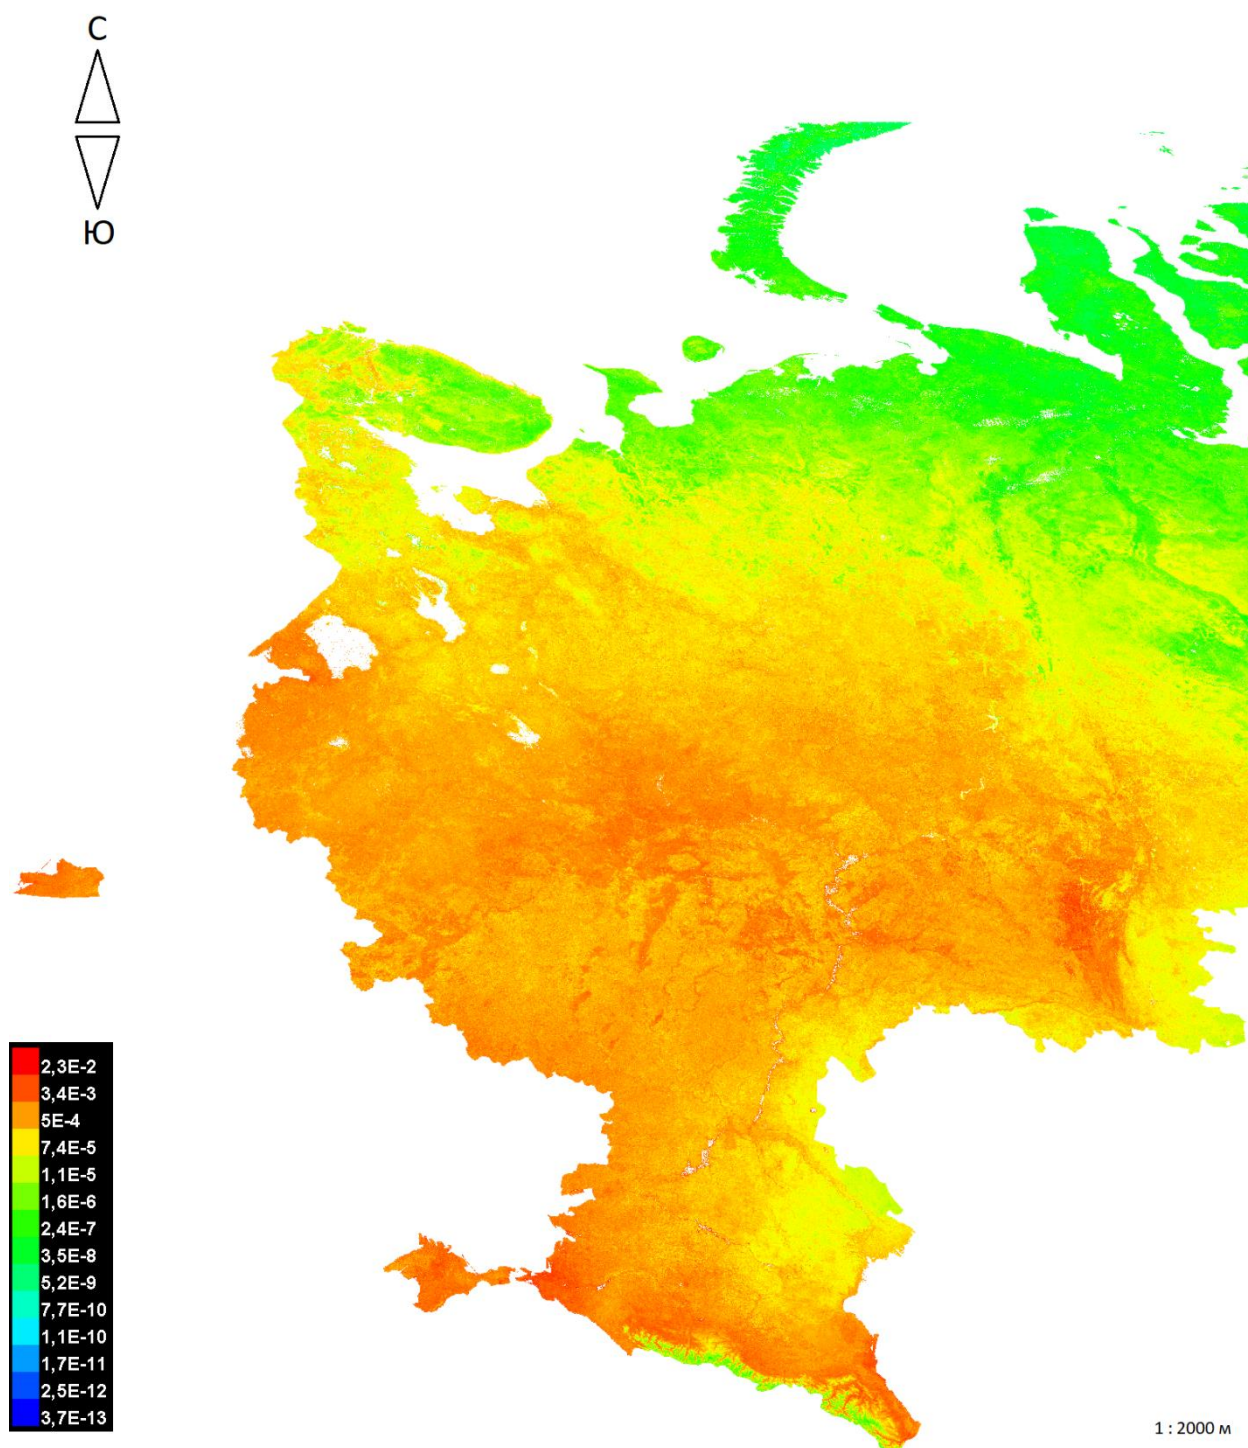 С
Ю
2,3E-2
3,4E-3
5E-4
7,4E-5
1,1E-5
1,6E-6
2,4E-7
3,5E-8
5,2E-9
7,7E-10
1,1E-10
1,7E-11
2,5E-12
3,7E-13
1 : 2000 м